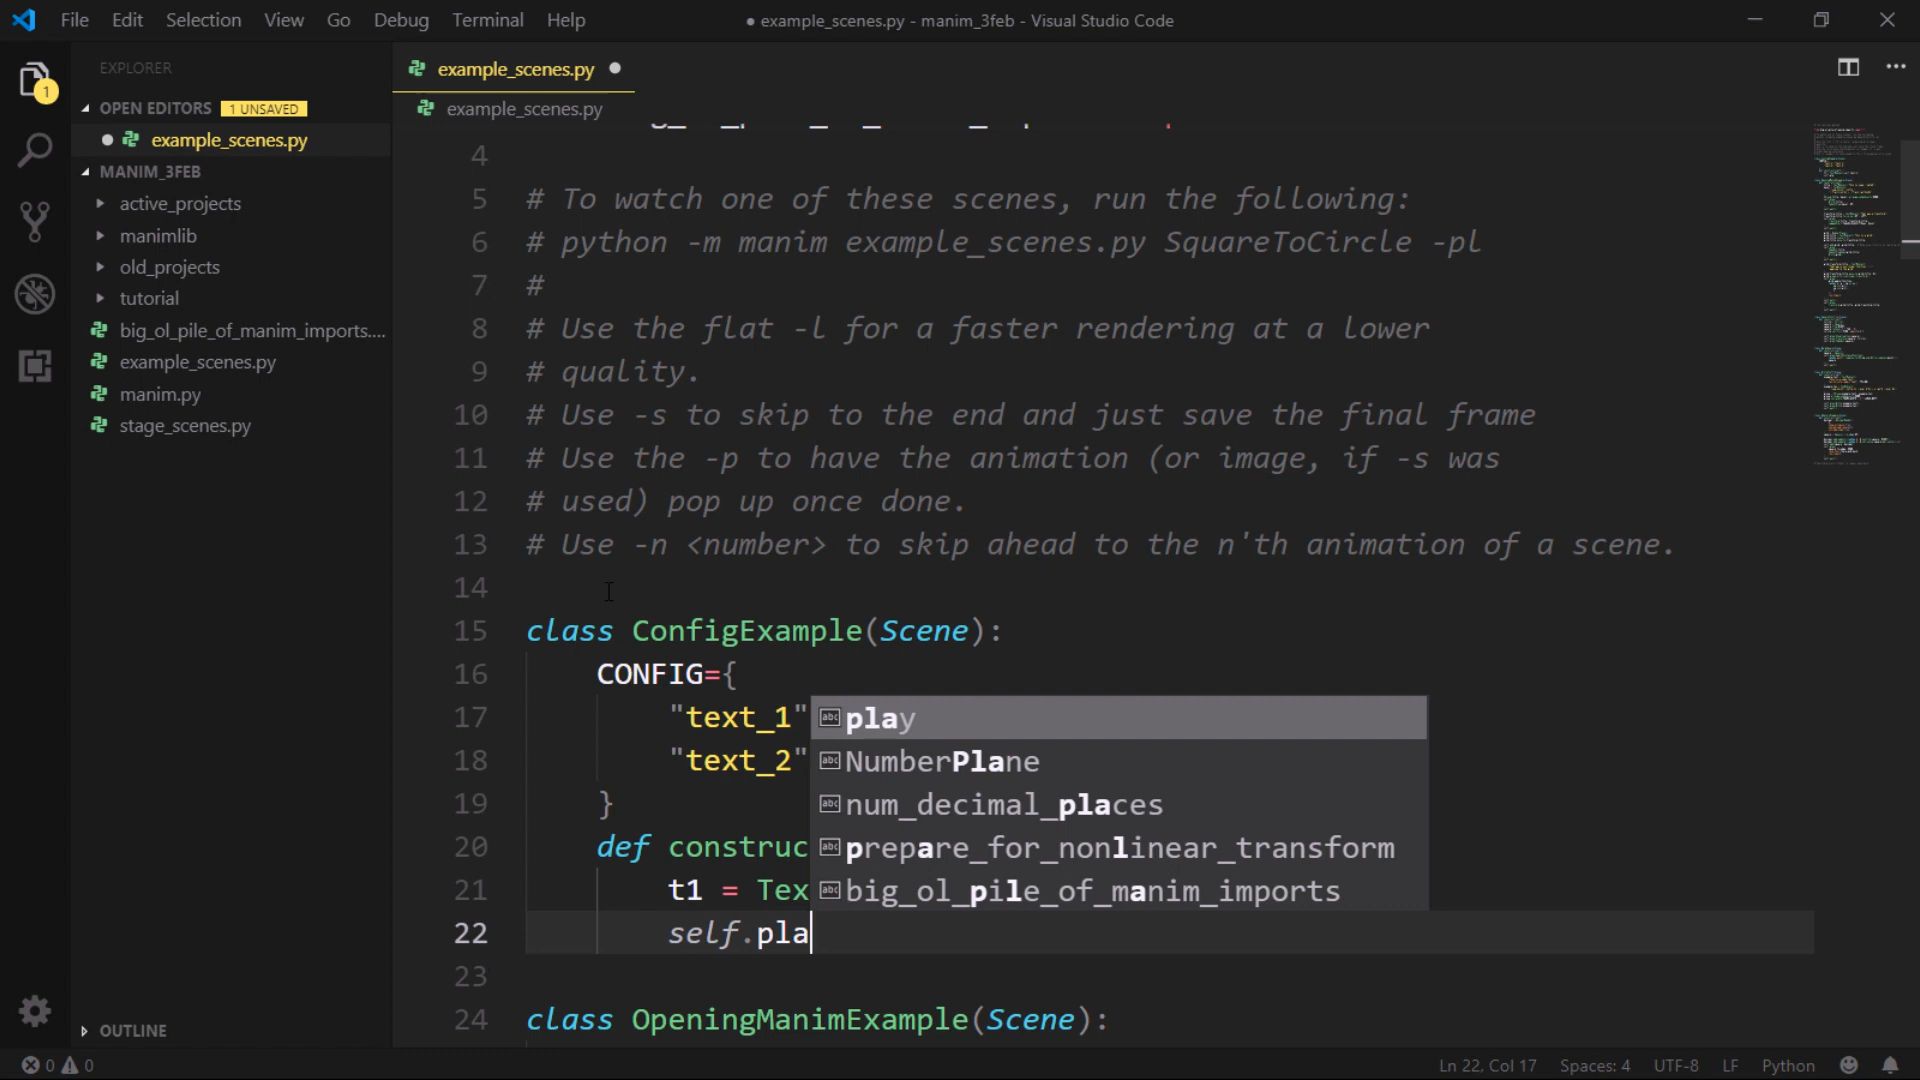 File Edit Selection View Go Debug Terminal Help
● example_scenes.py - manim_3feb - Visual Studio Code
EXPLORER
OPEN EDITORS 1 UNSAVED
example_scenes.py
MANIM_3FEB
active_projects
manimlib
old_projects
tutorial
big_ol_pile_of_manim_imports....
example_scenes.py
manim.py
stage_scenes.py
OUTLINE
1
example_scenes.py
example_scenes.py
4
5 # To watch one of these scenes, run the following:
6 # python -m manim example_scenes.py SquareToCircle -pl
7 #
8 # Use the flat -l for a faster rendering at a lower
9 # quality.
10 # Use -s to skip to the end and just save the final frame
11 # Use the -p to have the animation (or image, if -s was
12 # used) pop up once done.
13 # Use -n <number> to skip ahead to the n'th animation of a scene.
14
15 class ConfigExample(Scene):
16 CONFIG={
17 "text_1"
18 "text_2"
19 }
20 def construc
21 t1 = Tex
22 self.pla
23
24 class OpeningManimExample(Scene):
play
NumberPlane
num_decimal_places
prepare_for_nonlinear_transform
big_ol_pile_of_manim_imports
0 0
Ln 22, Col 17 Spaces: 4 UTF-8 LF Python